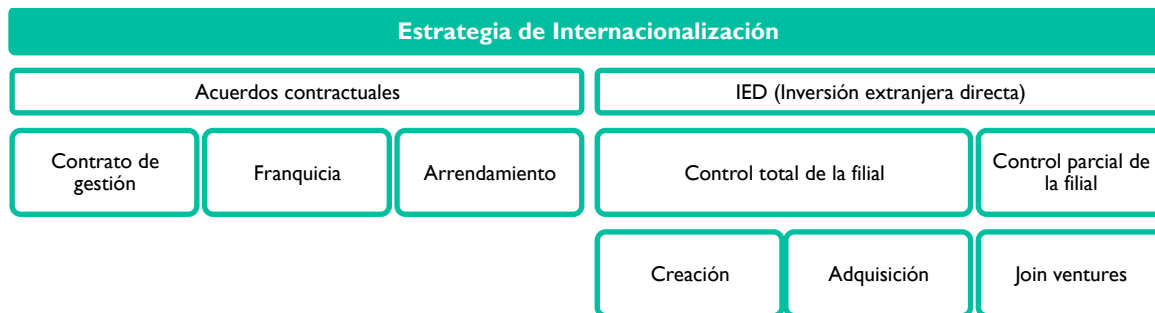 Estrategia de Internacionalización
Acuerdos contractuales
IED (Inversión extranjera directa)
Contrato de
gestión
Franquicia
Arrendamiento
Control total de la filial
Control parcial de
la filial
Creación
Adquisición
Join ventures